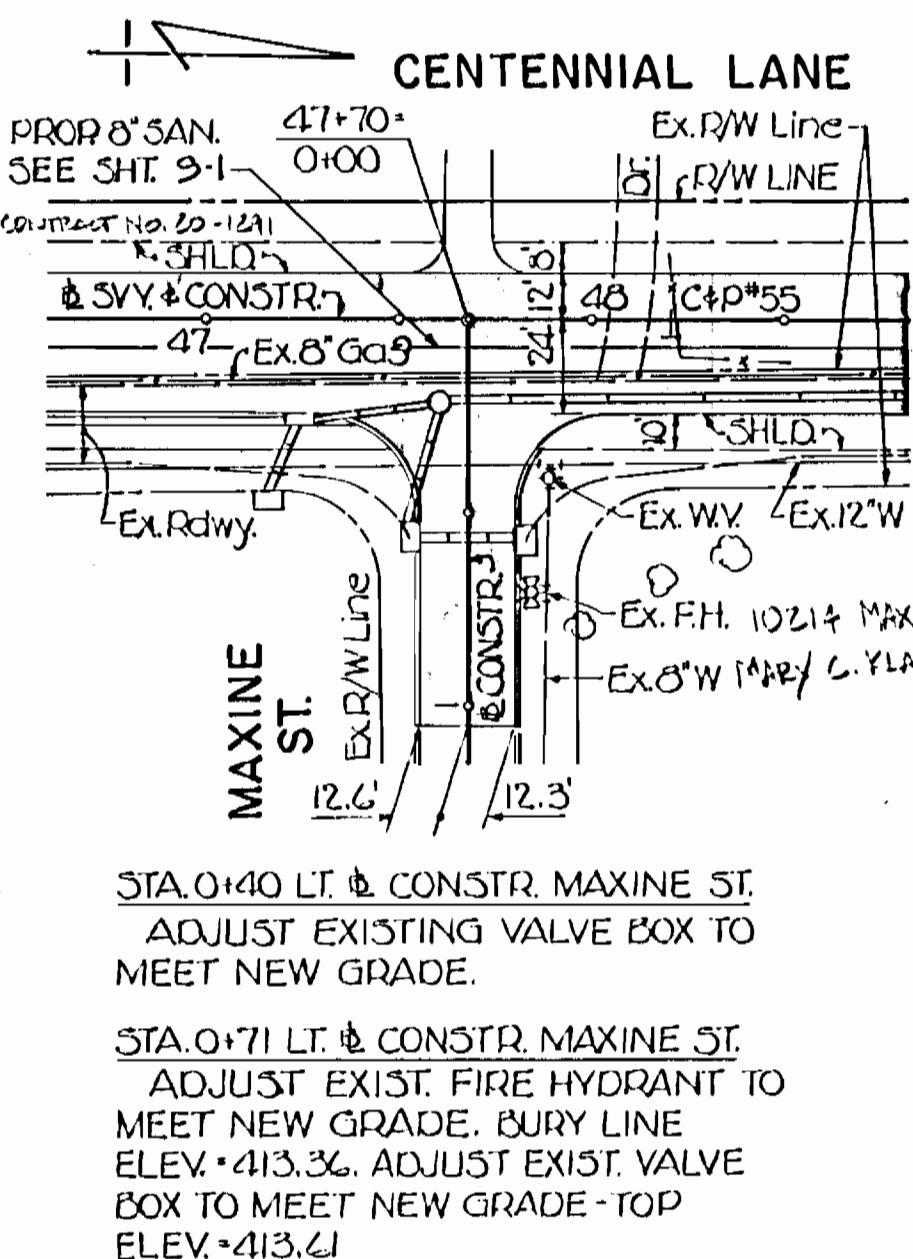 CENTENNIAL LANE
PROP. 8" SAN.
SEE SHT. 9-1
47+70=
0+00
Ex. R/W Line
Dr.
R/W LINE
CONTRACT NO. 20-1291
SHLD.
8'
℄ SVY. & CONSTR.
12'
48
C&P#55
47
Ex. 8" Gas
24'
10'
SHLD.
Ex. Rdwy.
Ex. W.V.
Ex. 12" W
Ex. R/W Line
℄ CONSTR.
Ex. F.H. 10214 MAX
Ex. 8" W MARY C.
MAXINE
ST.
1
12.6'
12.3'
STA. 0+40 LT. ℄ CONSTR. MAXINE ST.
ADJUST EXISTING VALVE BOX TO
MEET NEW GRADE.
STA. 0+71 LT. ℄ CONSTR. MAXINE ST.
ADJUST EXIST. FIRE HYDRANT TO
MEET NEW GRADE. BURY LINE
ELEV. = 413.36. ADJUST EXIST. VALVE
BOX TO MEET NEW GRADE - TOP
ELEV. = 413.61